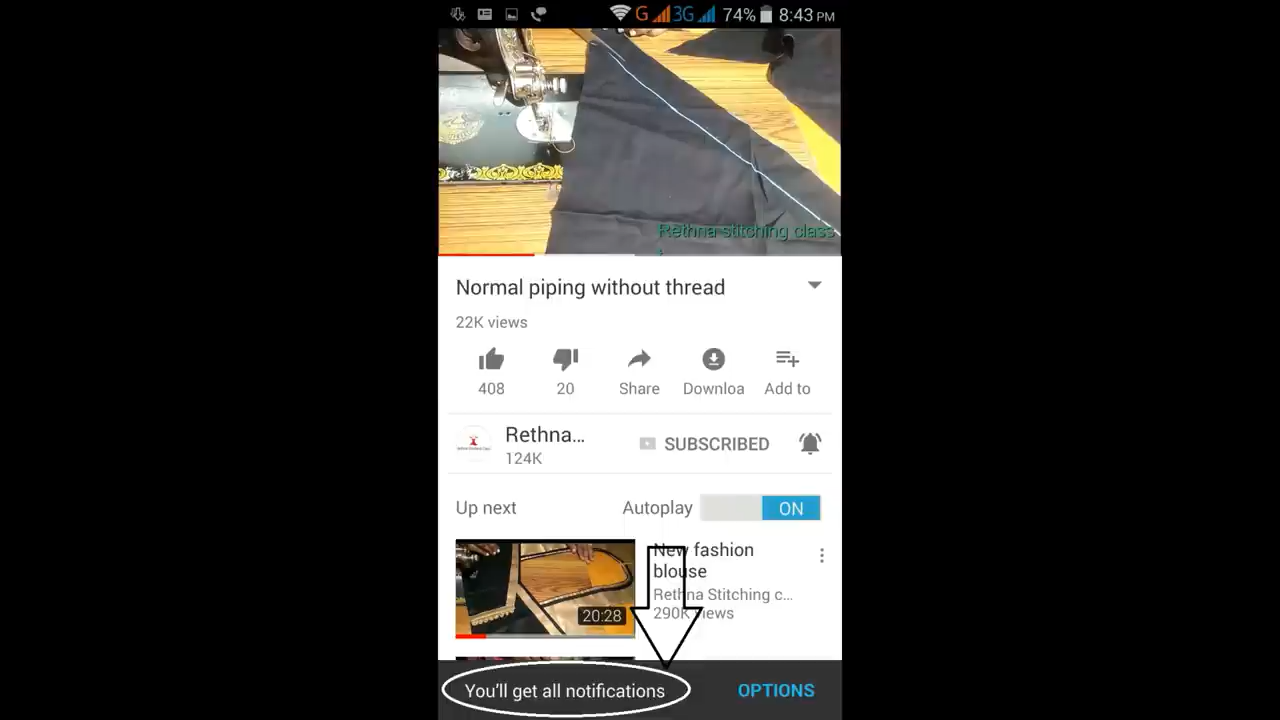 G 3G 74% 8:43 PM
Rethna stitching class
Normal piping without thread
22K views
408 20 Share Downloa Add to
Rethna...
124K
SUBSCRIBED
Up next Autoplay ON
New fashion
blouse
Rethna Stitching c...
290K views
20:28
You'll get all notifications OPTIONS